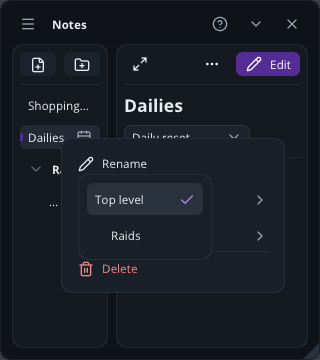 Notes
Edit
Shopping...
Dailies
Dailies
Daily reset
Rename
Top level
Raids
Delete
...